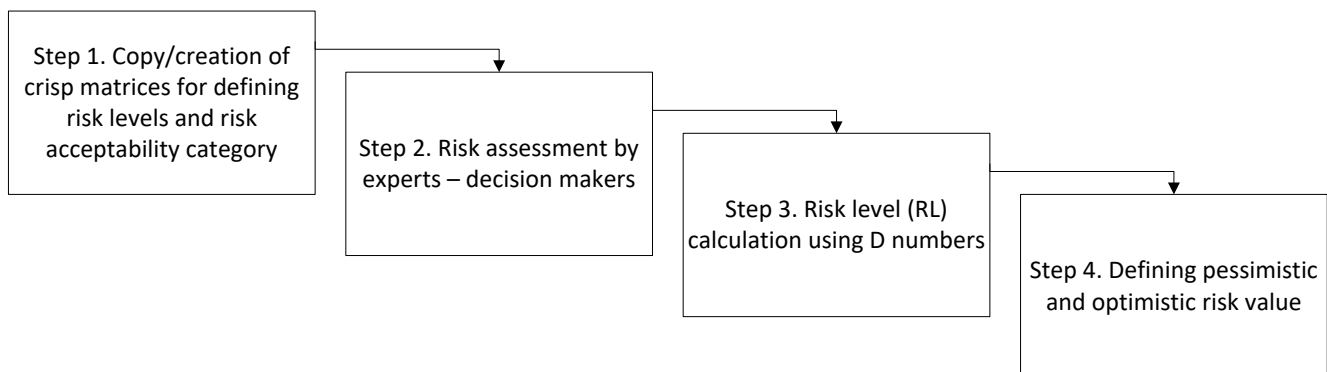 Step 1. Copy/creation of
crisp matrices for defining
risk levels and risk
acceptability category
Step 2. Risk assessment by
experts – decision makers
Step 3. Risk level (RL)
calculation using D numbers
Step 4. Defining pessimistic
and optimistic risk value